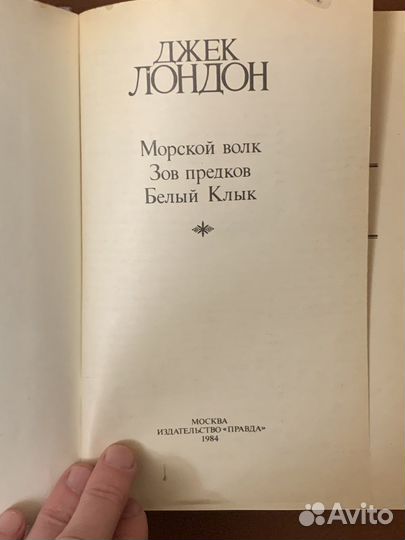 ДЖЕК
ЛОНДОН
Морской волк
Зов предков
Белый Клык
МОСКВА
ИЗДАТЕЛЬСТВО «ПРАВДА»
1984
Avito